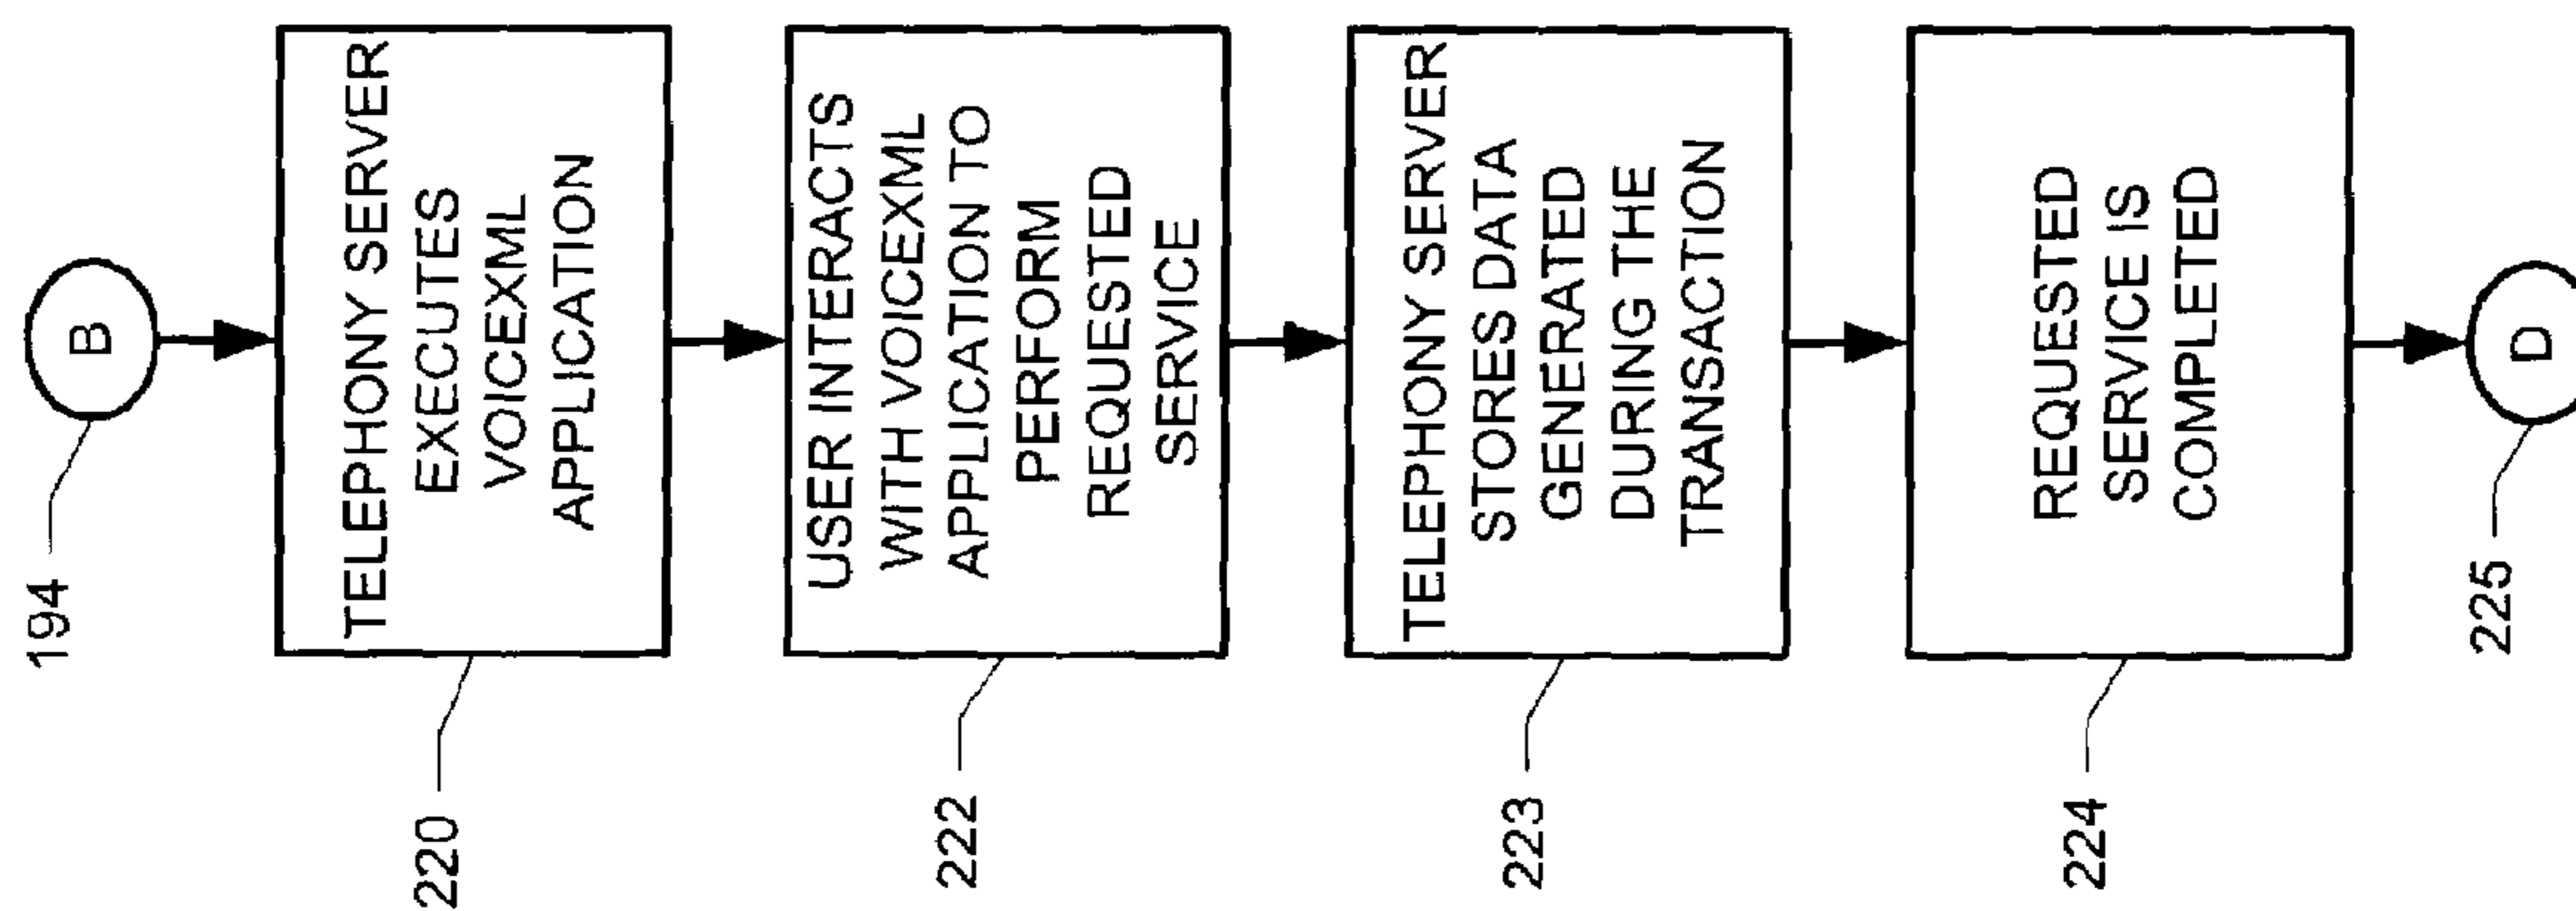 B
194
TELEPHONY SERVER
EXECUTES
VOICEXML
APPLICATION
220
USER INTERACTS
WITH VOICEXML
APPLICATION TO
PERFORM
REQUESTED
SERVICE
222
TELEPHONY SERVER
STORES DATA
GENERATED
DURING THE
TRANSACTION
223
REQUESTED
SERVICE IS
COMPLETED
224
D
225